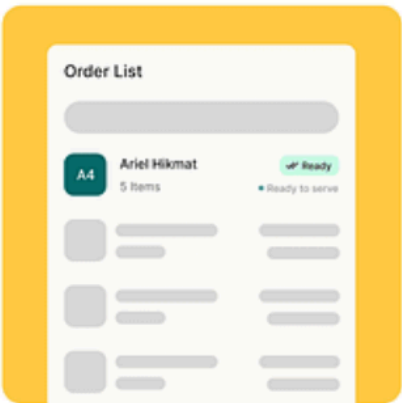 Order List
A4
Ariel Hikmat
Ready
5 Items
Ready to serve